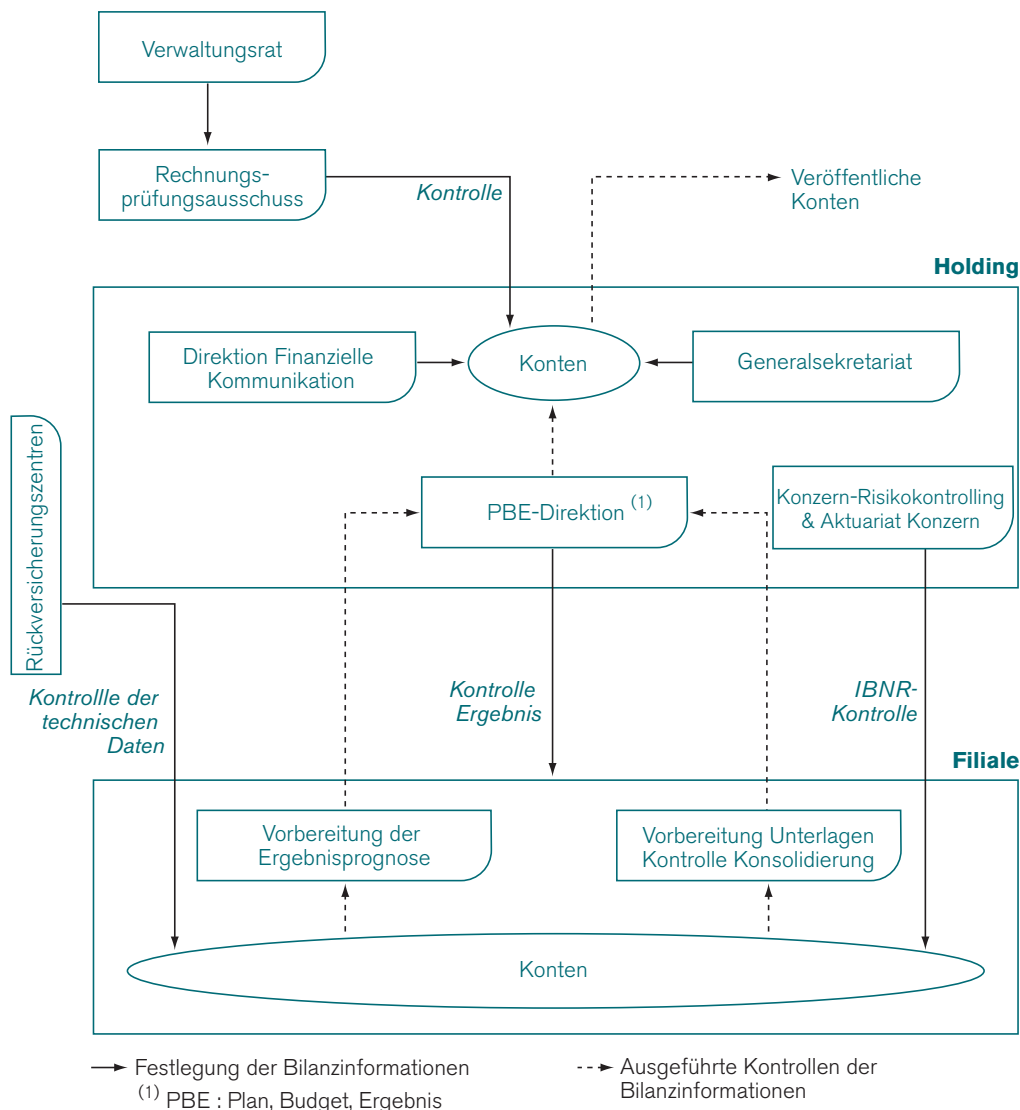 Verwaltungsrat
Rechnungs-
prüfungsausschuss
Kontrolle
Veröffentliche
Konten
Holding
Direktion Finanzielle
Kommunikation
Konten
Generalsekretariat
Rückversicherungszentren
PBE-Direktion (1)
Konzern-Risikokontrolling
& Aktuariat Konzern
Kontrollle der
technischen
Daten
Kontrolle
Ergebnis
IBNR-
Kontrolle
Filiale
Vorbereitung der
Ergebnisprognose
Vorbereitung Unterlagen
Kontrolle Konsolidierung
Konten
Festlegung der Bilanzinformationen
(1) PBE : Plan, Budget, Ergebnis
Ausgeführte Kontrollen der
Bilanzinformationen